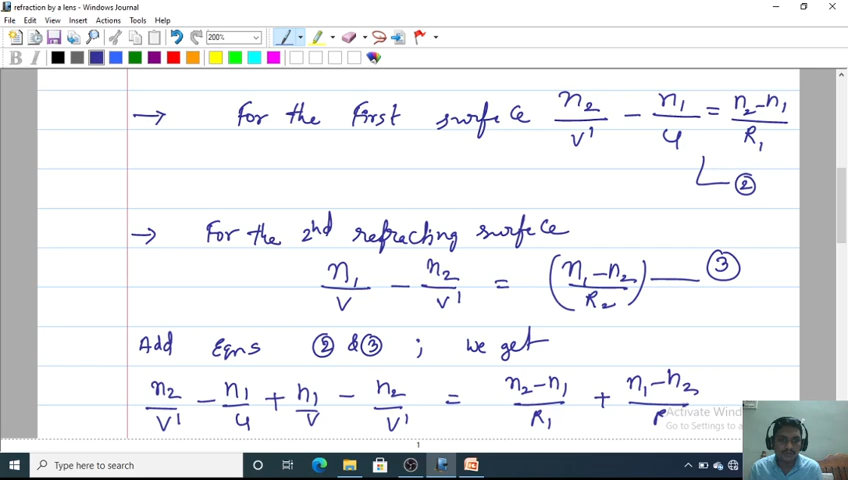 refraction by a lens - Windows Journal
File Edit View Insert Actions Tools Help
200%
B I
→ For the First surface n₂/v' - n₁/u = (n₂-n₁)/R₁
②
→ For the 2nd refracting surface
n₁/v - n₂/v' = ((n₁-n₂)/R₂) — ③
Add Eqns ② & ③ ; we get
n₂/v' - n₁/u + n₁/v - n₂/v' = (n₂-n₁)/R₁ + (n₁-n₂)/R
Activate Wind
Go to Settings to a
1
Type here to search